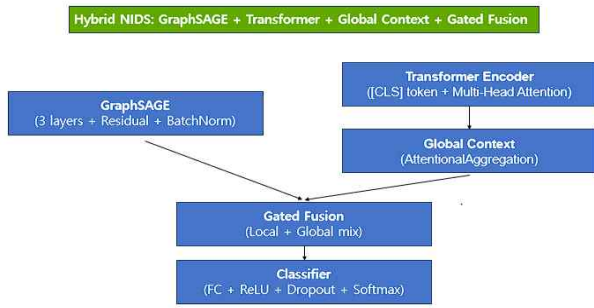 Hybrid NIDS: GraphSAGE + Transformer + Global Context + Gated Fusion
Transformer Encoder
([CLS] token + Multi-Head Attention)
GraphSAGE
(3 layers + Residual + BatchNorm)
Global Context
(AttentionalAggregation)
Gated Fusion
(Local + Global mix)
Classifier
(FC + ReLU + Dropout + Softmax)